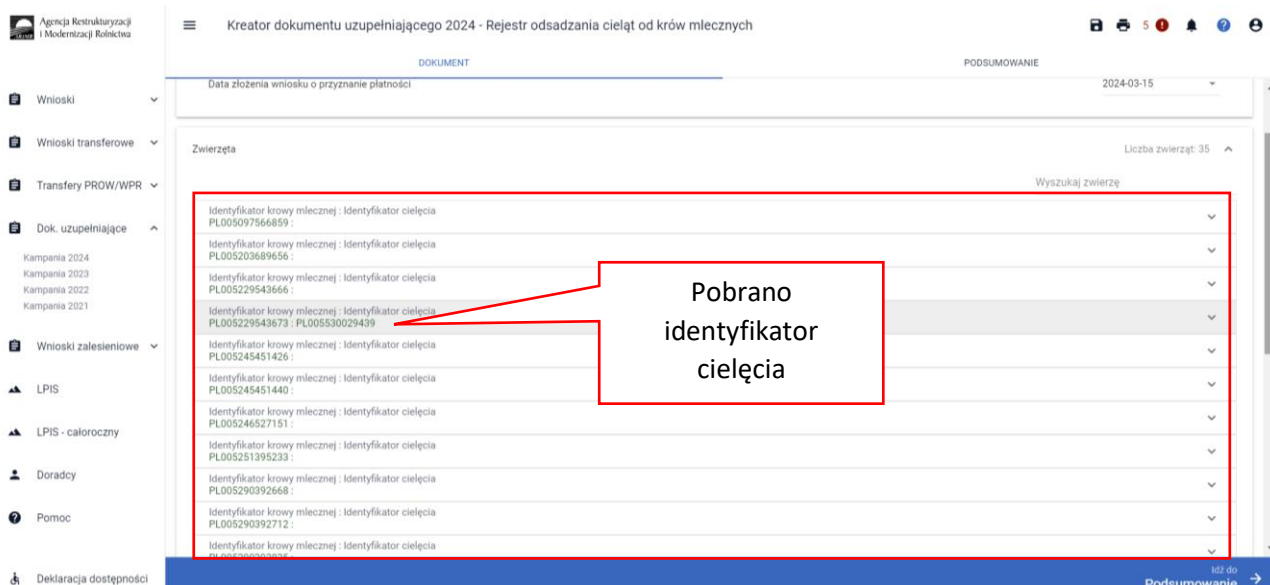 Agencja Restrukturyzacji
i Modernizacji Rolnictwa
Kreator dokumentu uzupełniającego 2024 - Rejestr odsadzania cieląt od krów mlecznych
5
DOKUMENT
PODSUMOWANIE
Data złożenia wniosku o przyznanie płatności
2024-03-15
Wnioski
Wnioski transferowe
Transfery PROW/WPR
Dok. uzupełniające
Kampania 2024
Kampania 2023
Kampania 2022
Kampania 2021
Wnioski zalesieniowe
LPIS
LPIS - całoroczny
Doradcy
Pomoc
Deklaracja dostępności
Zwierzęta
Liczba zwierząt: 35
Wyszukaj zwierzę
Identyfikator krowy mlecznej : Identyfikator cielęcia
PL005097566859 :
Identyfikator krowy mlecznej : Identyfikator cielęcia
PL005203689656 :
Identyfikator krowy mlecznej : Identyfikator cielęcia
PL005229543666 :
Identyfikator krowy mlecznej : Identyfikator cielęcia
PL005229543673 : PL005530029439
Identyfikator krowy mlecznej : Identyfikator cielęcia
PL005245451426 :
Identyfikator krowy mlecznej : Identyfikator cielęcia
PL005245451440 :
Identyfikator krowy mlecznej : Identyfikator cielęcia
PL005246527151 :
Identyfikator krowy mlecznej : Identyfikator cielęcia
PL005251395233 :
Identyfikator krowy mlecznej : Identyfikator cielęcia
PL005290392668 :
Identyfikator krowy mlecznej : Identyfikator cielęcia
PL005290392712 :
Identyfikator krowy mlecznej : Identyfikator cielęcia
Pobrano
identyfikator
cielęcia
Idź do
Podsumowanie